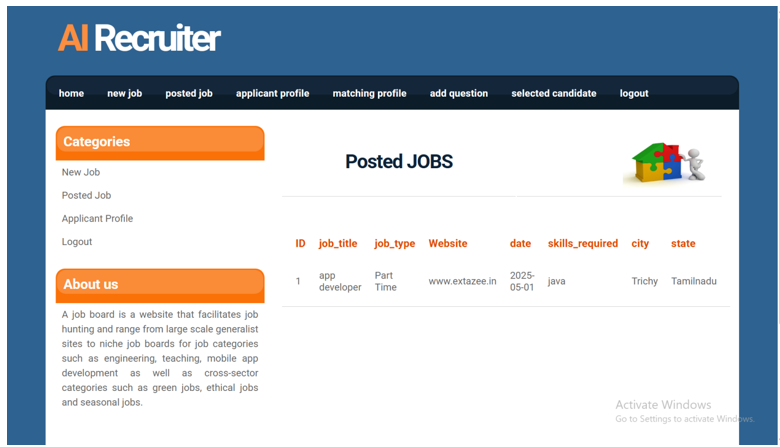 AI Recruiter
home new job posted job applicant profile matching profile add question selected candidate logout
Categories
New Job
Posted Job
Applicant Profile
Logout
About us
A job board is a website that facilitates job
hunting and range from large scale generalist
sites to niche job boards for job categories
such as engineering, teaching, mobile app
development as well as cross-sector
categories such as green jobs, ethical jobs
and seasonal jobs.
Posted JOBS
ID job_title job_type Website date skills_required city state
1 app developer Part Time www.extazee.in 2025-05-01 java Trichy Tamilnadu
Activate Windows
Go to Settings to activate Windows.